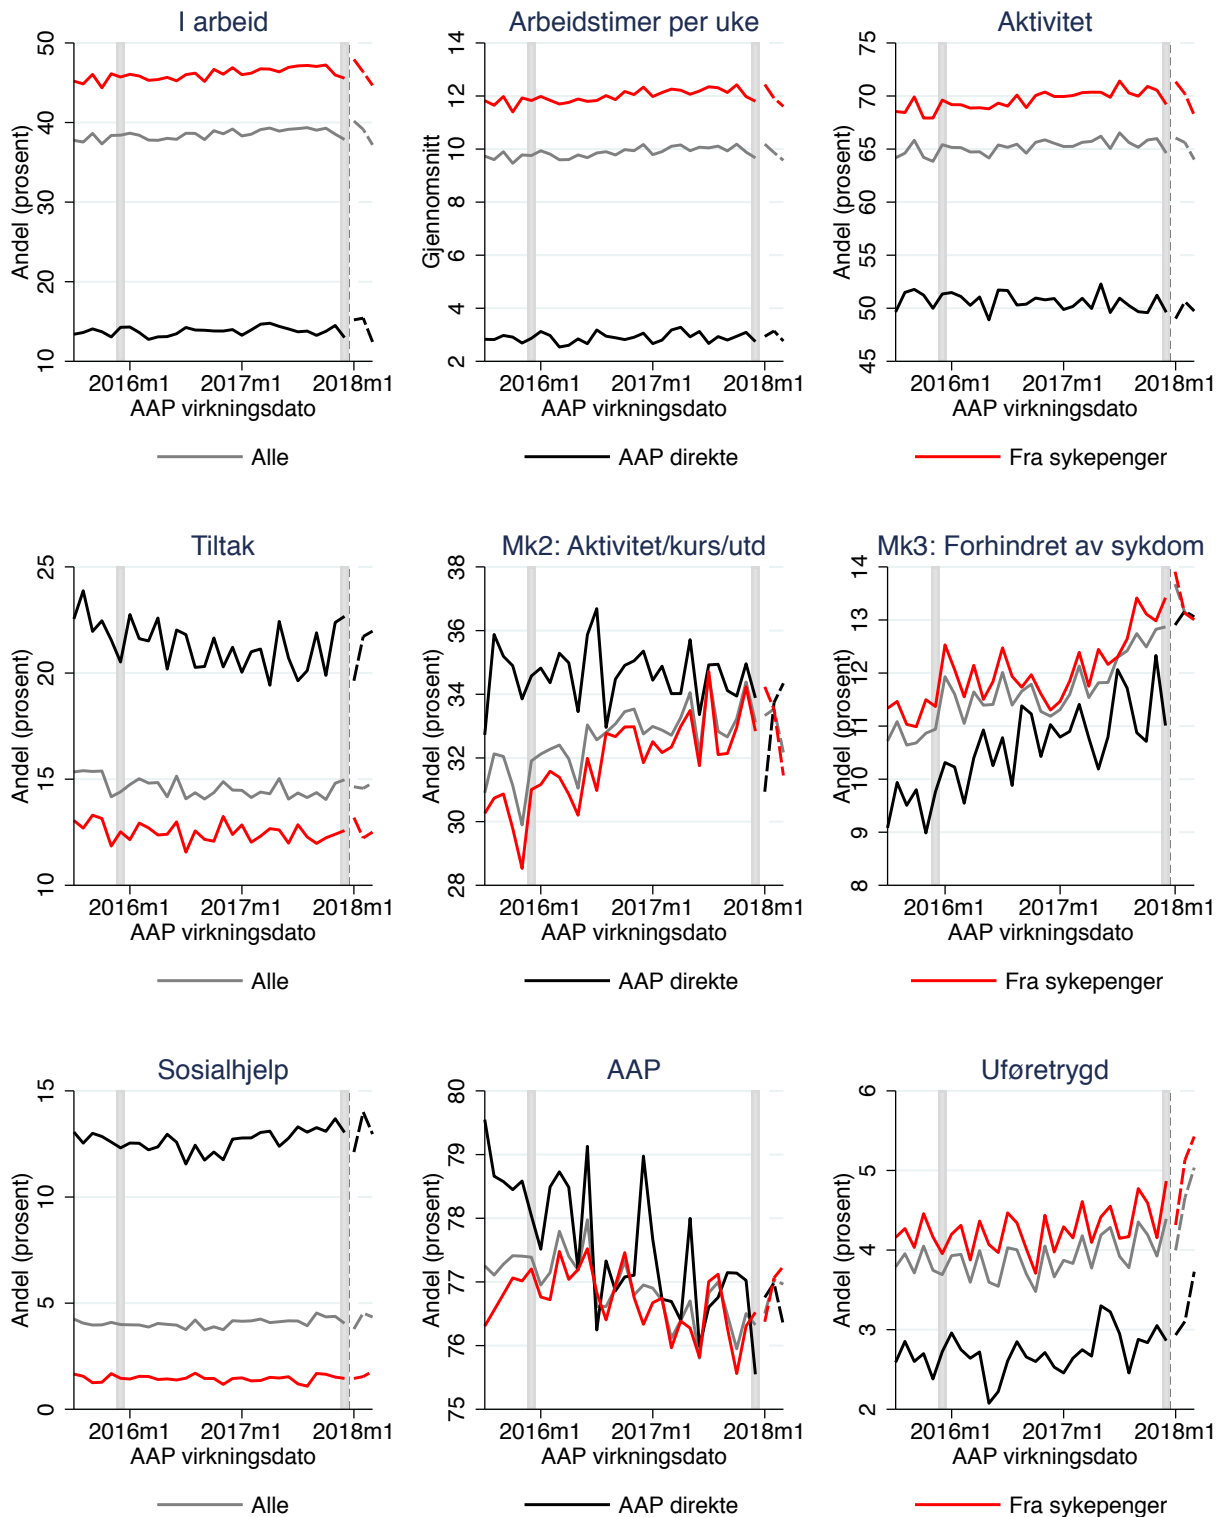 I arbeid
Arbeidstimer per uke
Aktivitet
Andel (prosent)
50
40
30
20
10
Gjennomsnitt
14
12
10
8
6
4
2
Andel (prosent)
75
70
65
60
55
50
45
2016m1 2017m1 2018m1
2016m1 2017m1 2018m1
2016m1 2017m1 2018m1
AAP virkningsdato
AAP virkningsdato
AAP virkningsdato
Alle
AAP direkte
Fra sykepenger
Tiltak
Mk2: Aktivitet/kurs/utd
Mk3: Forhindret av sykdom
Andel (prosent)
25
20
15
10
Andel (prosent)
38
36
34
32
30
28
Andel (prosent)
14
13
12
11
10
9
8
2016m1 2017m1 2018m1
2016m1 2017m1 2018m1
2016m1 2017m1 2018m1
AAP virkningsdato
AAP virkningsdato
AAP virkningsdato
Alle
AAP direkte
Fra sykepenger
Sosialhjelp
AAP
Uføretrygd
Andel (prosent)
15
10
5
0
Andel (prosent)
80
79
78
77
76
75
Andel (prosent)
6
5
4
3
2
2016m1 2017m1 2018m1
2016m1 2017m1 2018m1
2016m1 2017m1 2018m1
AAP virkningsdato
AAP virkningsdato
AAP virkningsdato
Alle
AAP direkte
Fra sykepenger